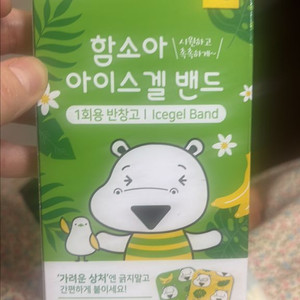 함소아
시원하고
촉촉하게~
아이스겔 밴드
1회용 반창고 | Icegel Band
'가려운 상처'엔 긁지말고
간편하게 붙이세요!